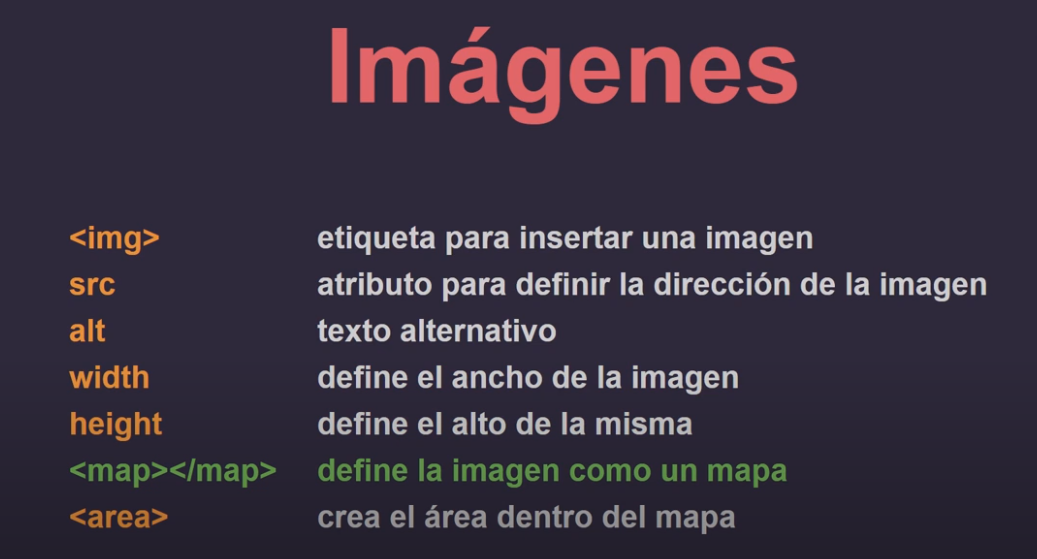 Imágenes
<img> etiqueta para insertar una imagen
src atributo para definir la dirección de la imagen
alt texto alternativo
width define el ancho de la imagen
height define el alto de la misma
<map></map> define la imagen como un mapa
<area> crea el área dentro del mapa